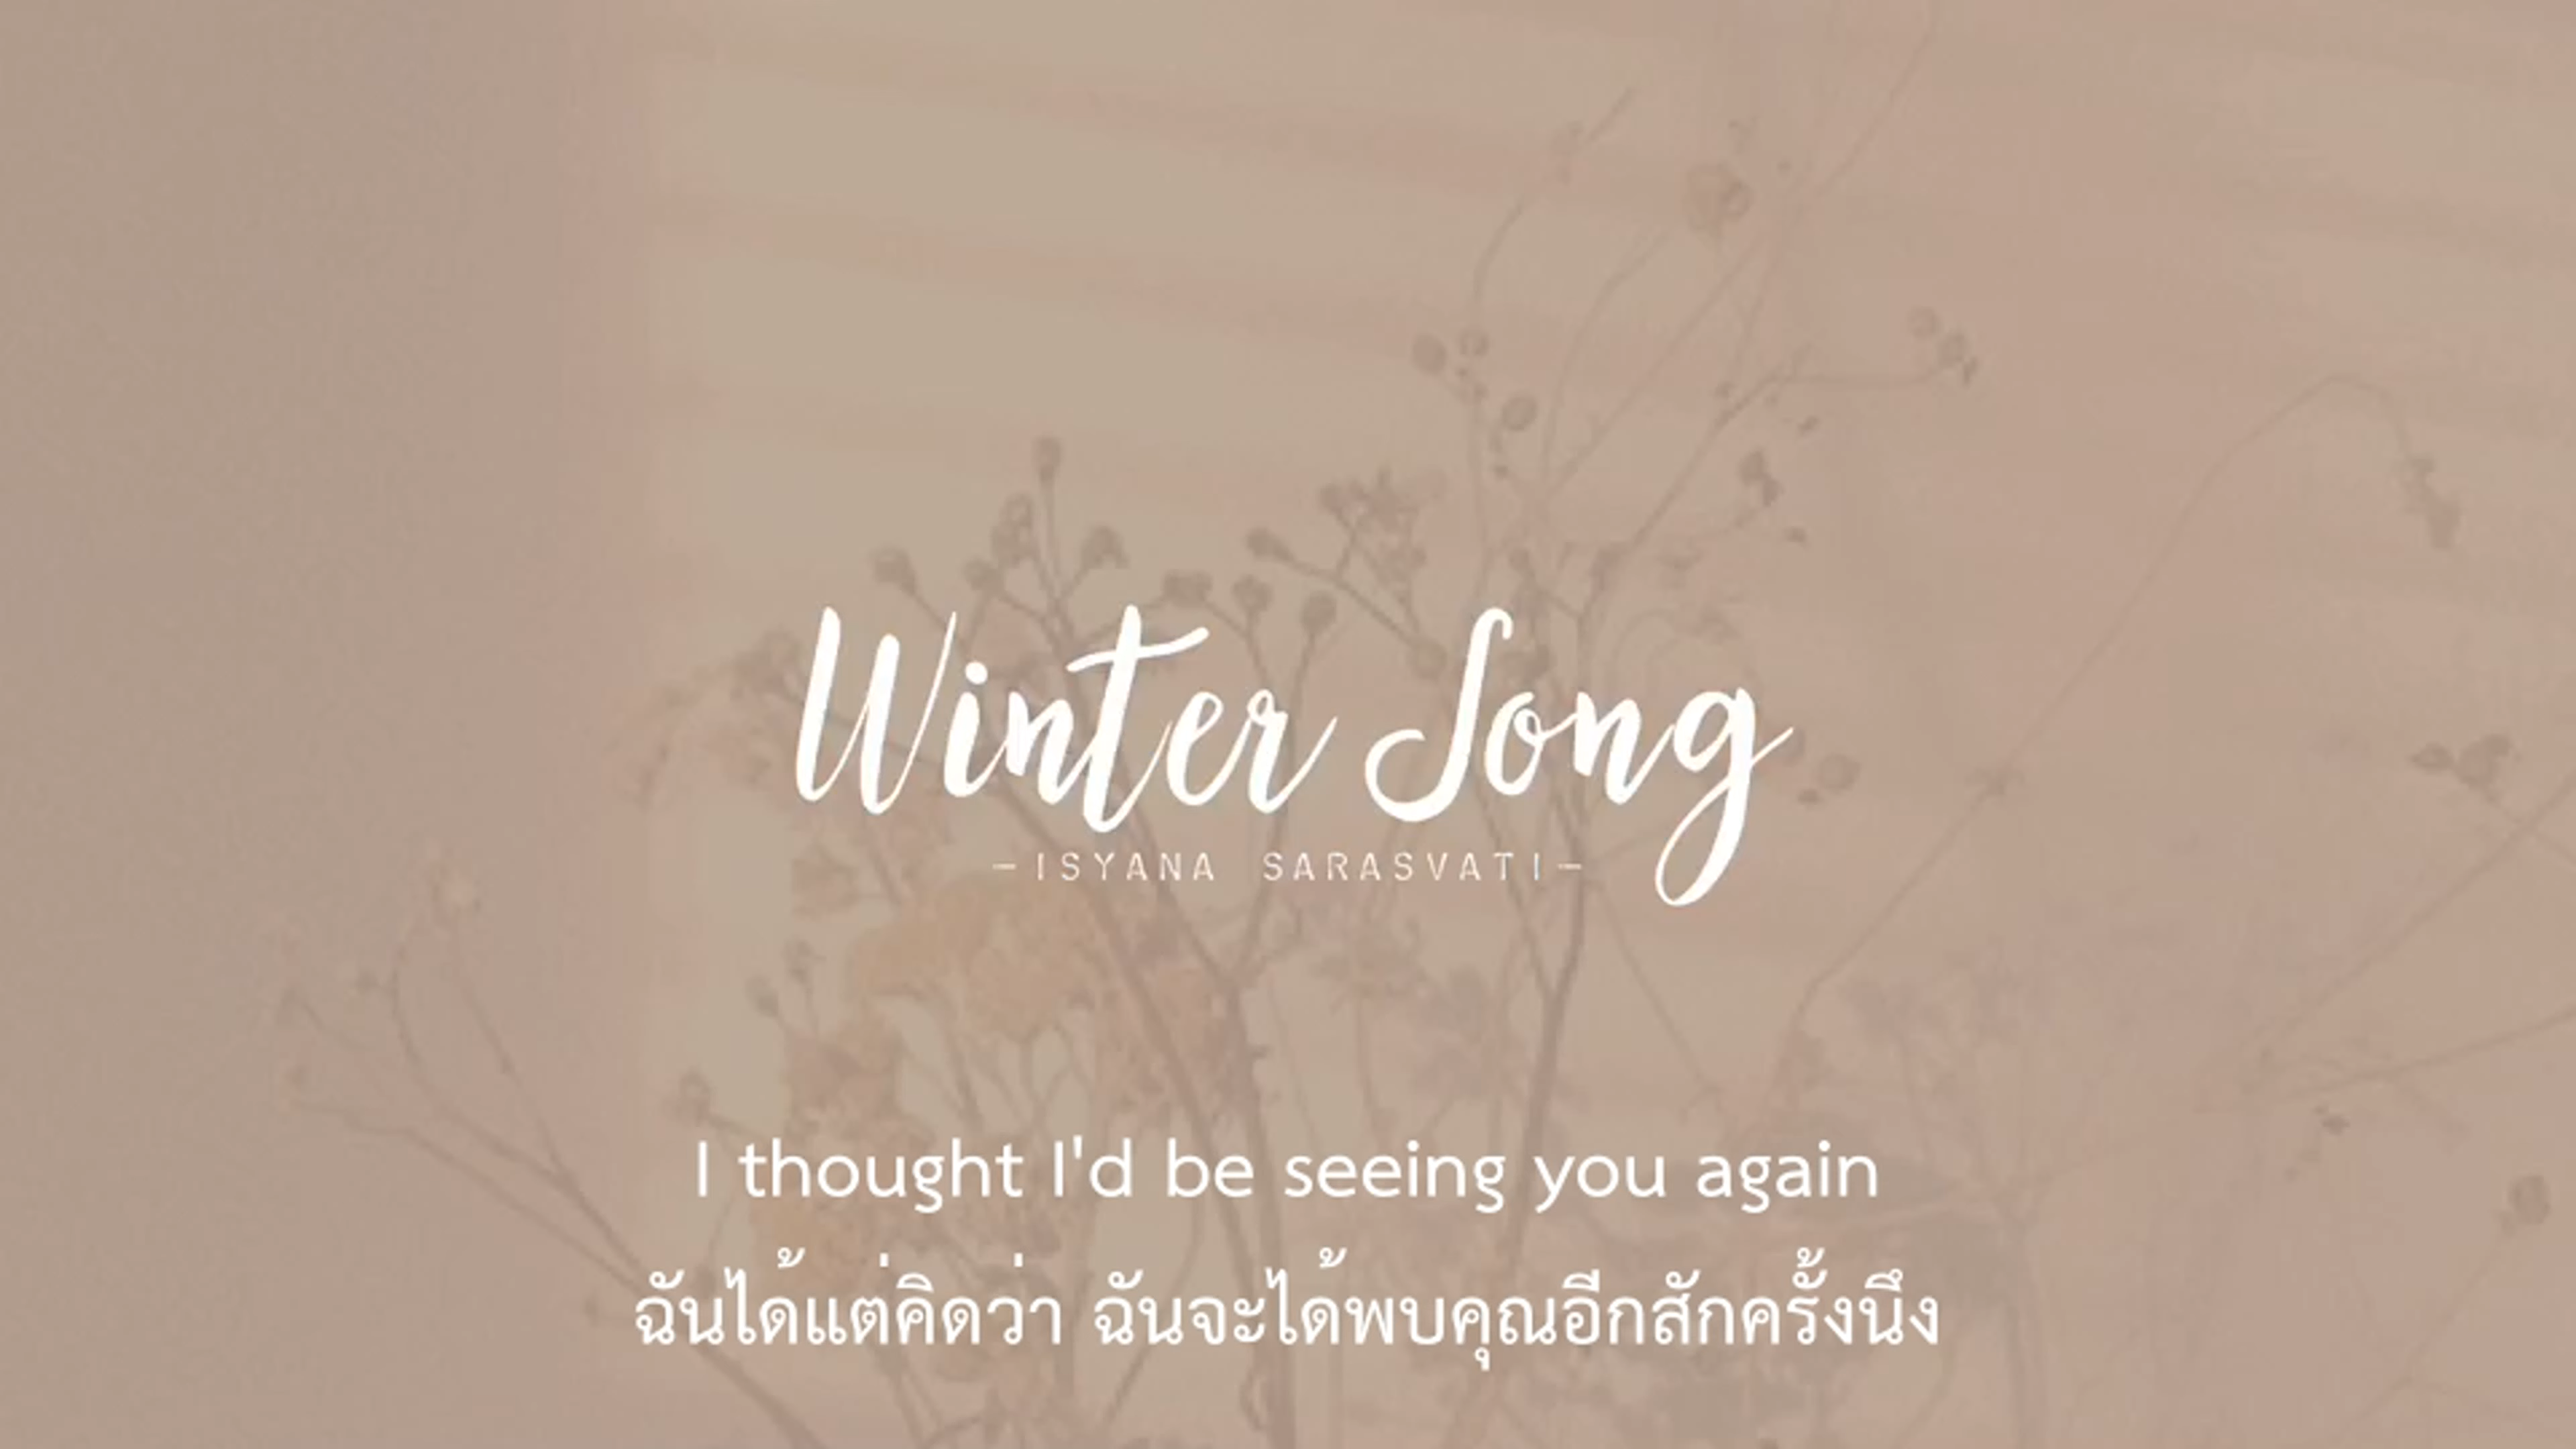 Winter Song
-ISYANA SARASVATI-
I thought I'd be seeing you again
ฉันได้แต่คิดว่า ฉันจะได้พบคุณอีกสักครั้งนึง